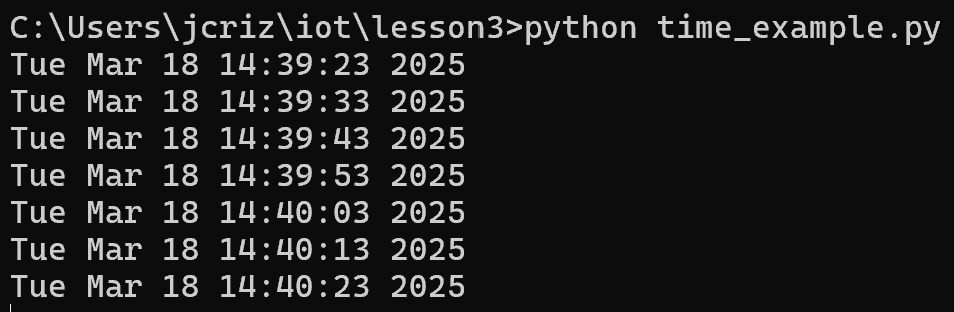 C:\Users\jcriz\iot\lesson3>python time_example.py
Tue Mar 18 14:39:23 2025
Tue Mar 18 14:39:33 2025
Tue Mar 18 14:39:43 2025
Tue Mar 18 14:39:53 2025
Tue Mar 18 14:40:03 2025
Tue Mar 18 14:40:13 2025
Tue Mar 18 14:40:23 2025